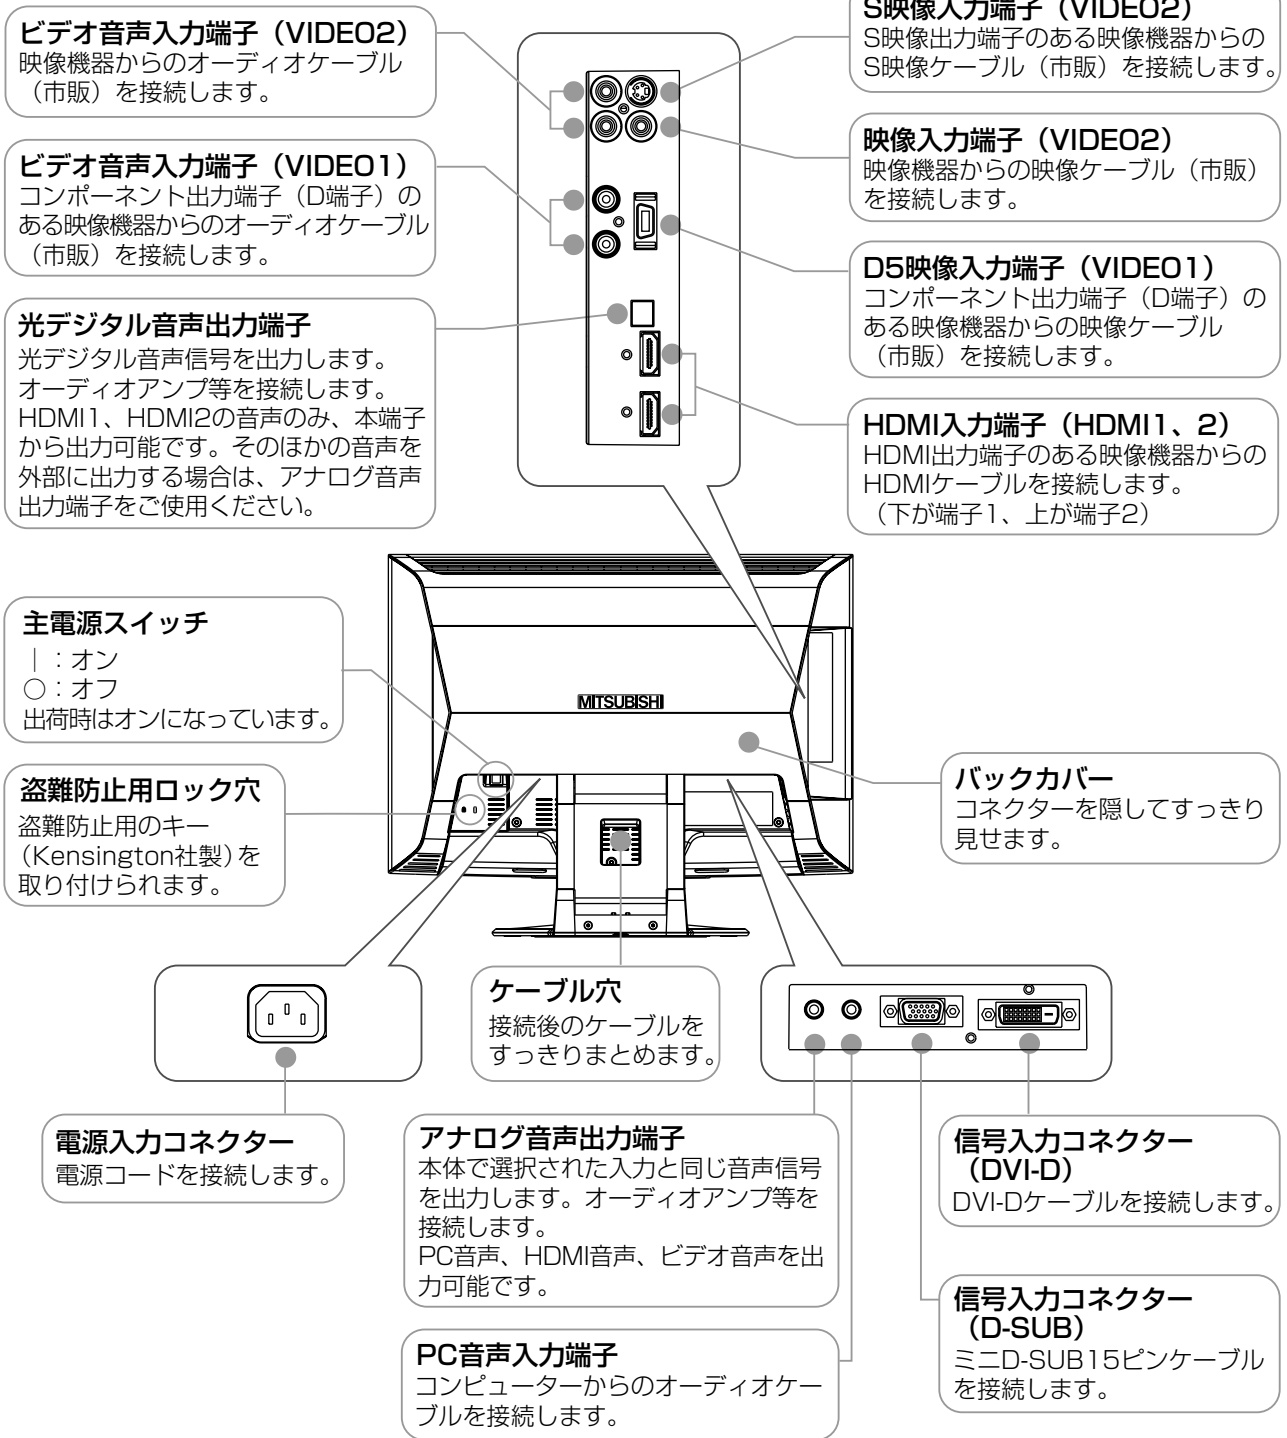 ビデオ音声入力端子（VIDEO2）
映像機器からのオーディオケーブル
（市販）を接続します。
ビデオ音声入力端子（VIDEO1）
コンポーネント出力端子（D端子）の
ある映像機器からのオーディオケーブル
（市販）を接続します。
光デジタル音声出力端子
光デジタル音声信号を出力します。
オーディオアンプ等を接続します。
HDMI1、HDMI2の音声のみ、本端子
から出力可能です。そのほかの音声を
外部に出力する場合は、アナログ音声
出力端子をご使用ください。
S映像入力端子（VIDEO2）
S映像出力端子のある映像機器からの
S映像ケーブル（市販）を接続します。
映像入力端子（VIDEO2）
映像機器からの映像ケーブル（市販）
を接続します。
D5映像入力端子（VIDEO1）
コンポーネント出力端子（D端子）の
ある映像機器からの映像ケーブル
（市販）を接続します。
HDMI入力端子（HDMI1、2）
HDMI出力端子のある映像機器からの
HDMIケーブルを接続します。
（下が端子1、上が端子2）
主電源スイッチ
｜：オン
○：オフ
出荷時はオンになっています。
盗難防止用ロック穴
盗難防止用のキー
（Kensington社製）を
取り付けられます。
MITSUBISHI
バックカバー
コネクターを隠してすっきり
見せます。
ケーブル穴
接続後のケーブルを
すっきりまとめます。
電源入力コネクター
電源コードを接続します。
アナログ音声出力端子
本体で選択された入力と同じ音声信号
を出力します。オーディオアンプ等を
接続します。
PC音声、HDMI音声、ビデオ音声を出
力可能です。
PC音声入力端子
コンピューターからのオーディオケー
ブルを接続します。
信号入力コネクター
（DVI-D）
DVI-Dケーブルを接続します。
信号入力コネクター
（D-SUB）
ミニD-SUB15ピンケーブル
を接続します。